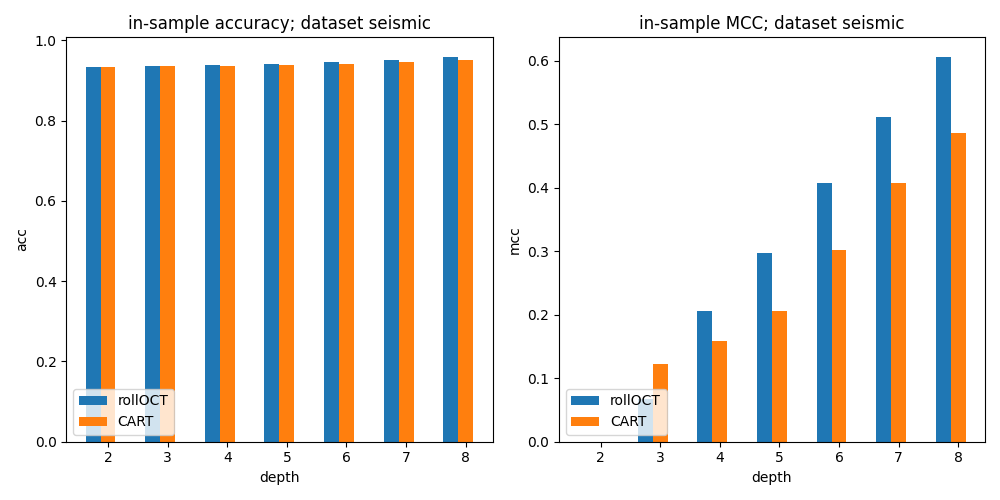 in-sample accuracy; dataset seismic
1.0
0.8
0.6
0.4
0.2
0.0
acc
rollOCT
CART
2 3 4 5 6 7 8
depth
in-sample MCC; dataset seismic
0.6
0.5
0.4
0.3
0.2
0.1
0.0
mcc
rollOCT
CART
2 3 4 5 6 7 8
depth